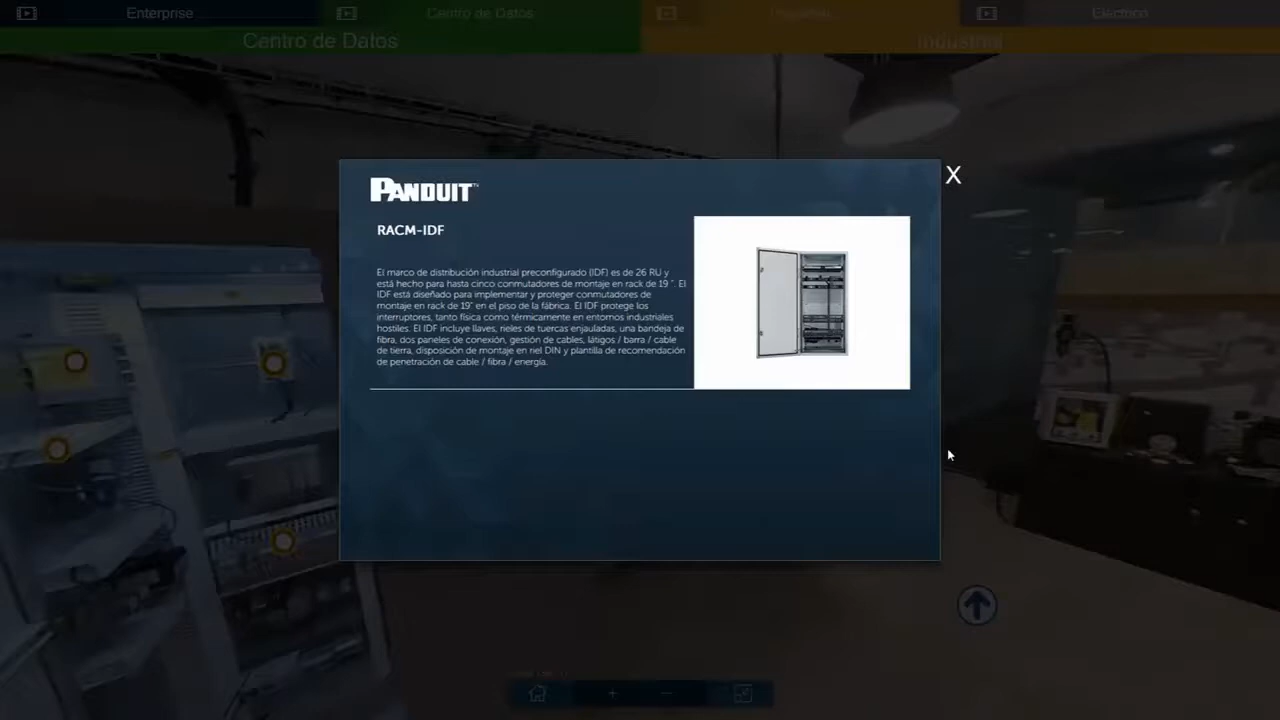 Enterprise
Centro de Datos
Eléctrico
Centro de Datos
Industrial
PANDUIT™
X
RACM-IDF
El marco de distribución industrial preconfigurado (IDF) es de 26 RU y
está hecho para hasta cinco conmutadores de montaje en rack de 19 ". El
IDF está diseñado para implementar y proteger conmutadores de
montaje en rack de 19" en el piso de la fábrica. El IDF protege los
interruptores, tanto física como térmicamente en entornos industriales
hostiles. El IDF incluye llaves, rieles de tuercas enjauladas, una bandeja de
fibra, dos paneles de conexión, gestión de cables, látigos / barra / cable
de tierra, disposición de montaje en riel DIN y plantilla de recomendación
de penetración de cable / fibra / energía.